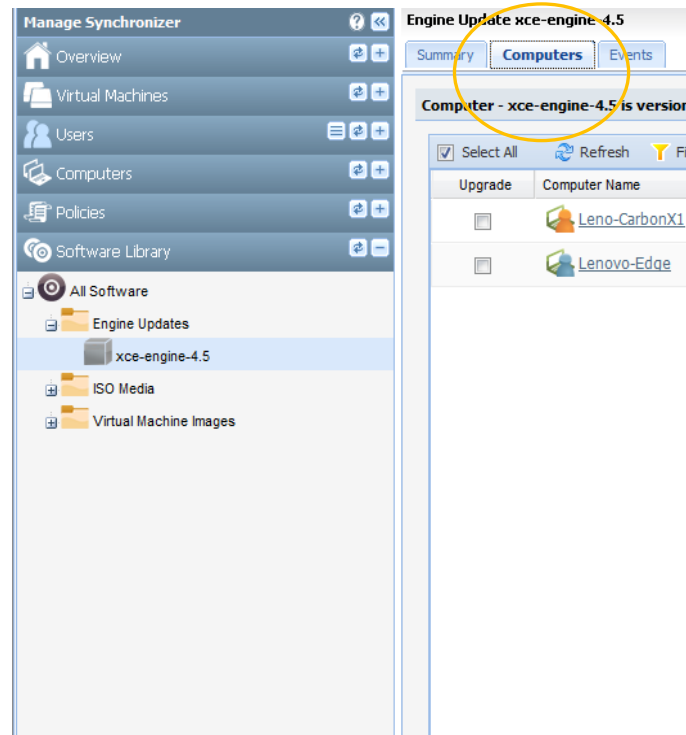 Manage Synchronizer
Overview
Virtual Machines
Users
Computers
Policies
Software Library
All Software
Engine Updates
xce-engine-4.5
ISO Media
Virtual Machine Images
Engine Update xce-engine-4.5
Summary Computers Events
Computer - xce-engine-4.5 is version
Select All Refresh Fi
Upgrade Computer Name
Leno-CarbonX1
Lenovo-Edge